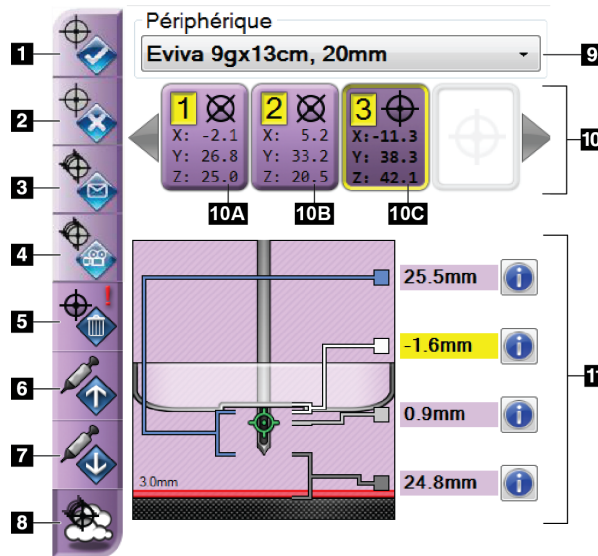 Périphérique
1
Eviva 9gx13cm, 20mm
9
2
1
X: -2.1
Y: 26.8
Z: 25.0
2
X: 5.2
Y: 33.2
Z: 20.5
3
X:-11.3
Y: 38.3
Z: 42.1
10
3
10A
10B
10C
4
25.5mm
5
!
-1.6mm
6
11
0.9mm
7
3.0mm
24.8mm
8